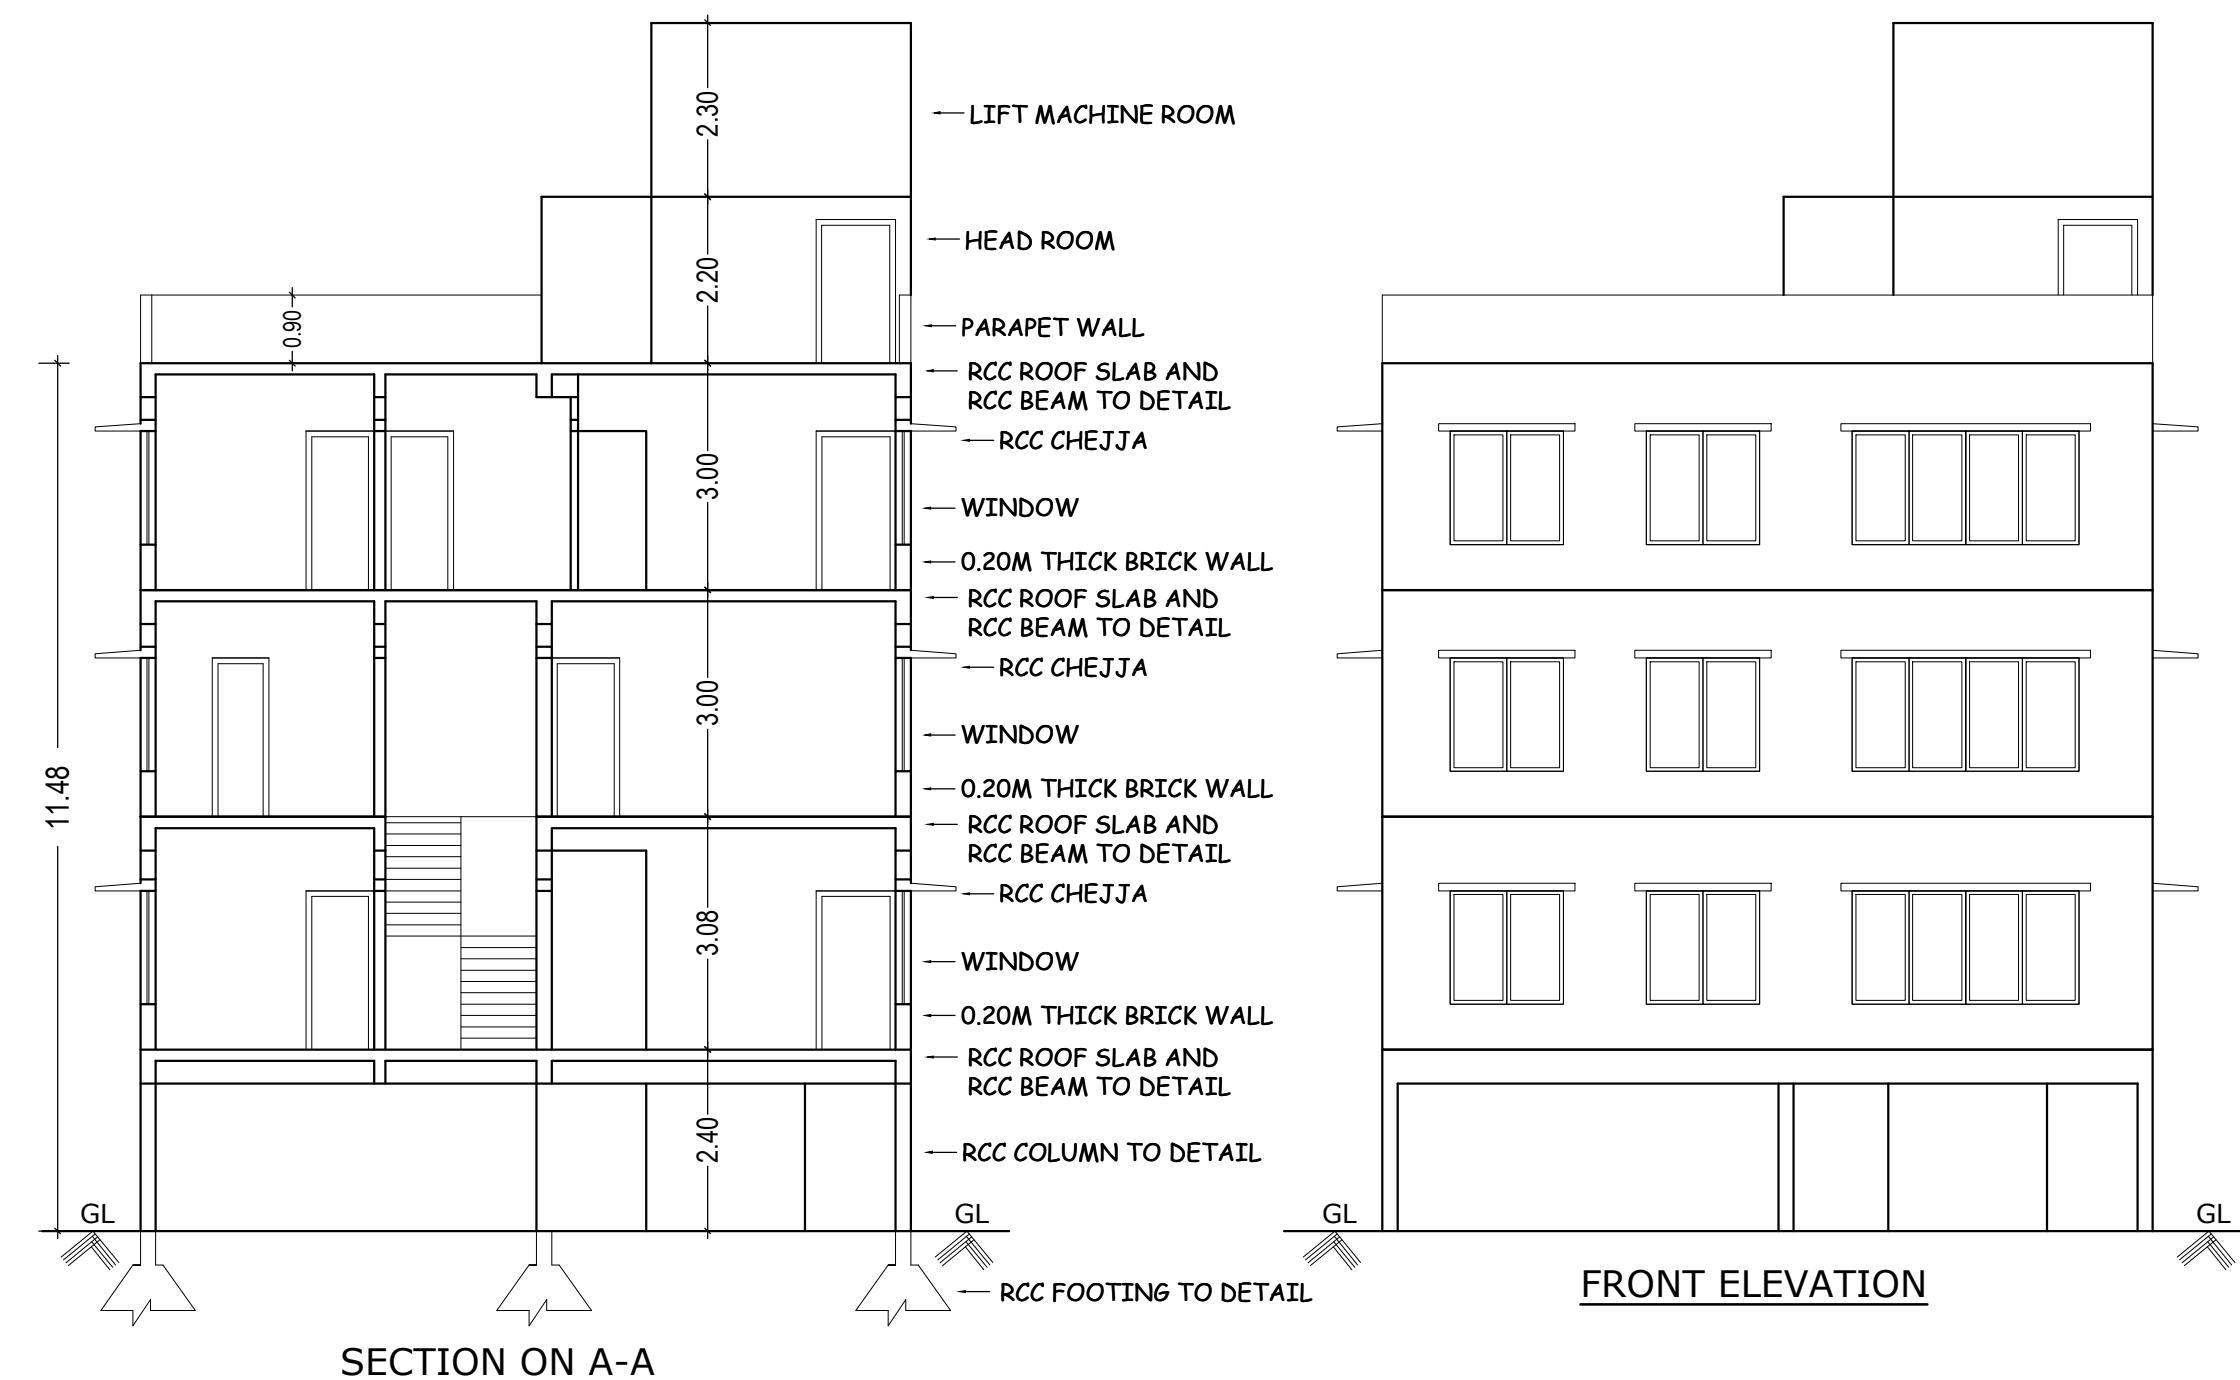 2.30
LIFT MACHINE ROOM
2.20
HEAD ROOM
0.90
PARAPET WALL
RCC ROOF SLAB AND
RCC BEAM TO DETAIL
RCC CHEJJA
3.00
WINDOW
0.20M THICK BRICK WALL
RCC ROOF SLAB AND
RCC BEAM TO DETAIL
RCC CHEJJA
3.00
WINDOW
11.48
0.20M THICK BRICK WALL
RCC ROOF SLAB AND
RCC BEAM TO DETAIL
RCC CHEJJA
3.08
WINDOW
0.20M THICK BRICK WALL
RCC ROOF SLAB AND
RCC BEAM TO DETAIL
2.40
RCC COLUMN TO DETAIL
GL
GL
RCC FOOTING TO DETAIL
SECTION ON A-A
GL
GL
FRONT ELEVATION